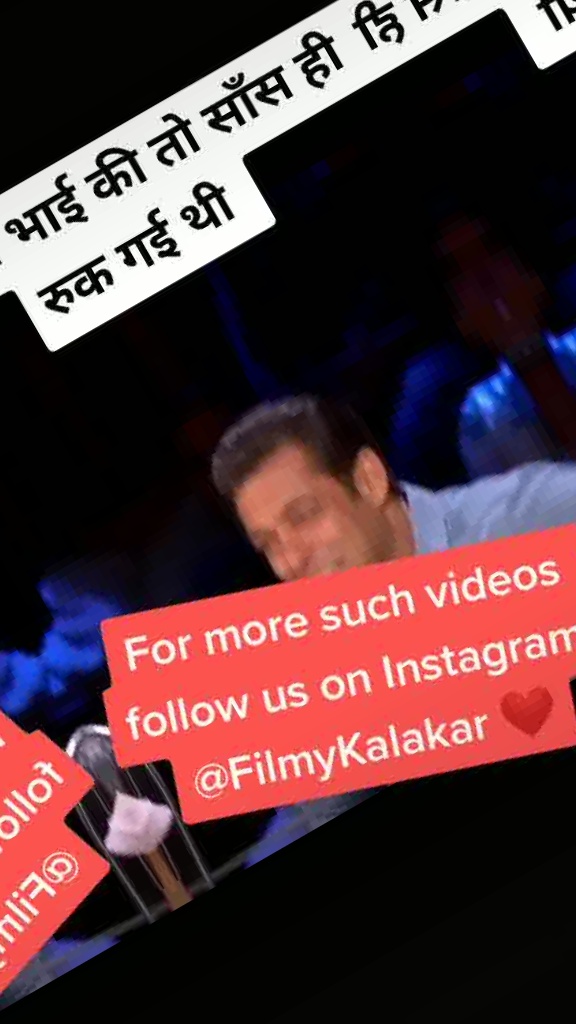 भाई की तो साँस ही
रुक गई थी
For more such videos
follow us on Instagram
@FilmyKalakar ❤